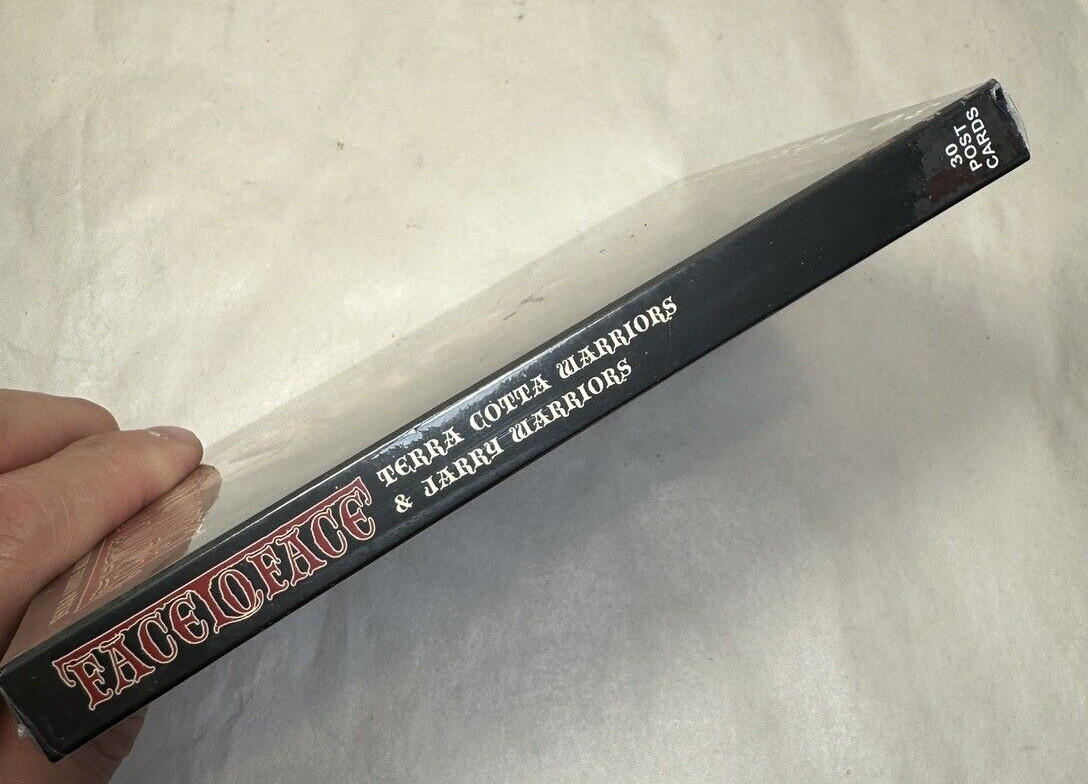 FACE TO FACE
TERRA COTTA WARRIORS
& JARRY WARRIORS
30
POST
CARDS